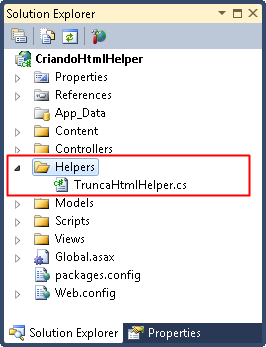 Solution Explorer
CriandoHtmlHelper
Properties
References
App_Data
Content
Controllers
Helpers
TruncaHtmlHelper.cs
Models
Scripts
Views
Global.asax
packages.config
Web.config
Solution Explorer Properties